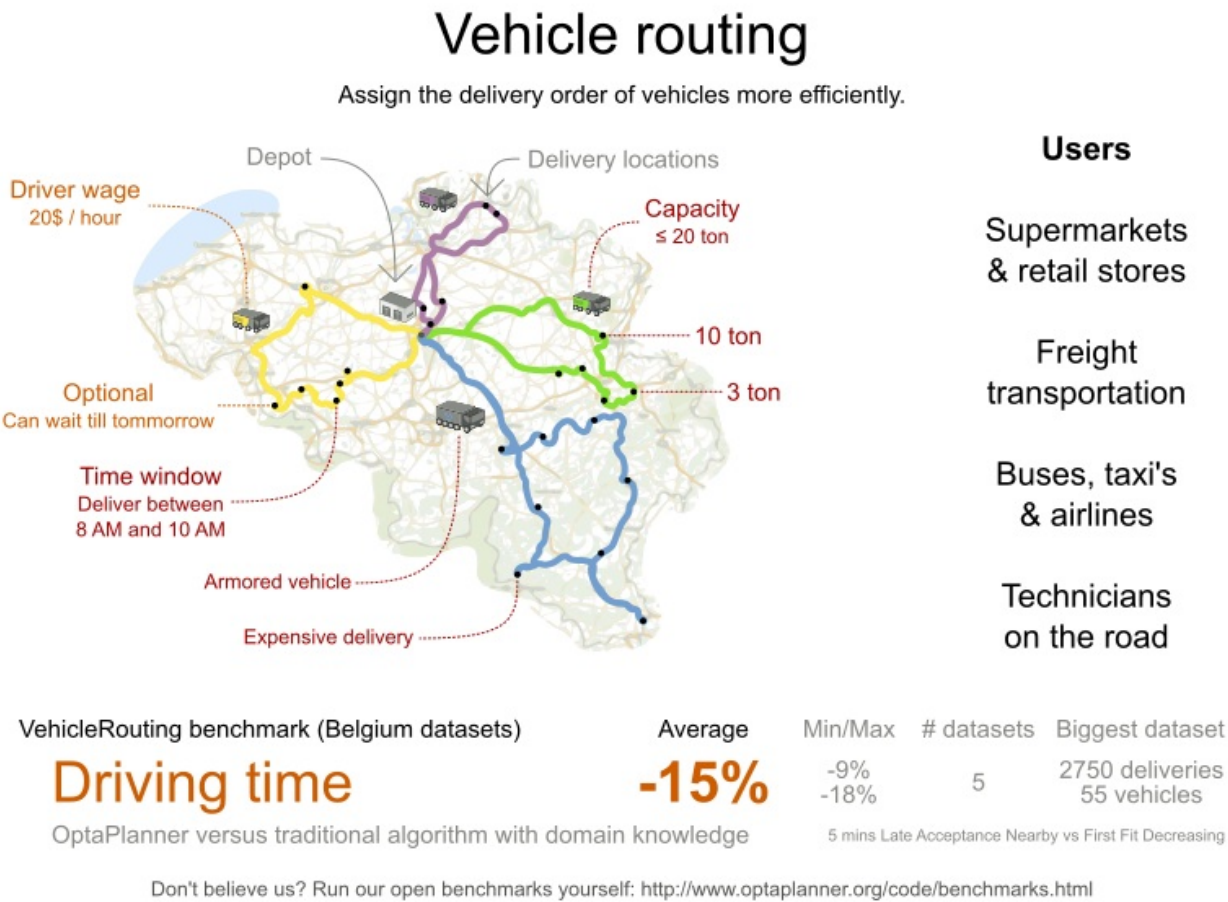 Vehicle routing
Assign the delivery order of vehicles more efficiently.
Depot
Delivery locations
Driver wage
20$ / hour
Capacity
≤ 20 ton
10 ton
3 ton
Optional
Can wait till tommorrow
Time window
Deliver between
8 AM and 10 AM
Armored vehicle
Expensive delivery
Users
Supermarkets
& retail stores
Freight
transportation
Buses, taxi's
& airlines
Technicians
on the road
VehicleRouting benchmark (Belgium datasets)
Driving time
OptaPlanner versus traditional algorithm with domain knowledge
Average
-15%
Min/Max
-9%
-18%
# datasets
5
Biggest dataset
2750 deliveries
55 vehicles
5 mins Late Acceptance Nearby vs First Fit Decreasing
Don't believe us? Run our open benchmarks yourself: http://www.optaplanner.org/code/benchmarks.html